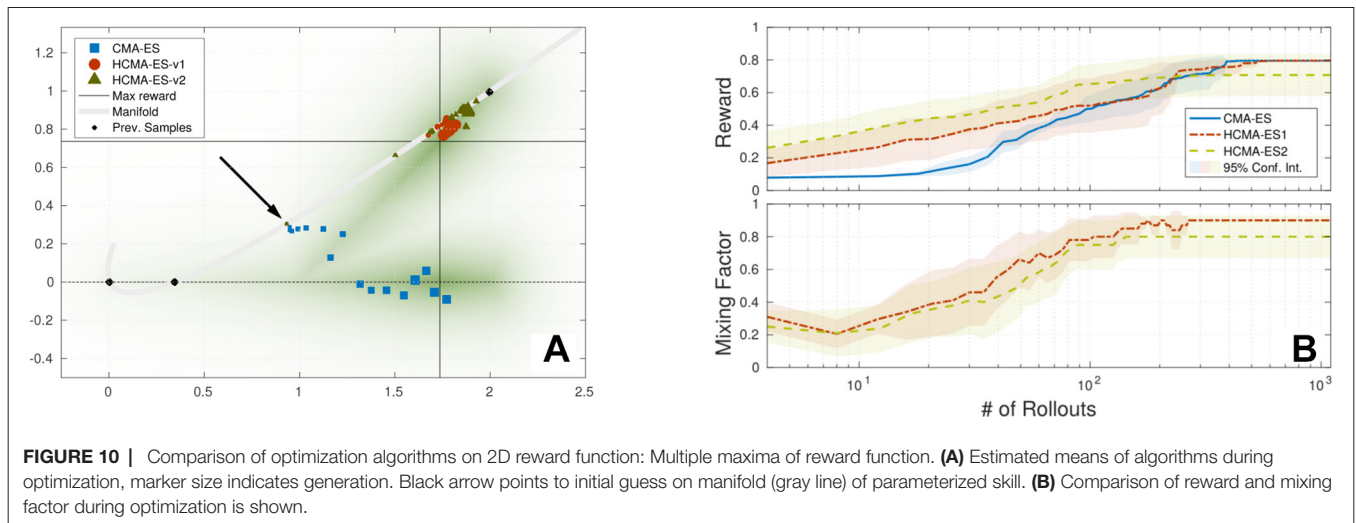 CMA-ES
HCMA-ES-v1
HCMA-ES-v2
Max reward
Manifold
Prev. Samples
1.2
1
0.8
0.6
0.4
0.2
0
-0.2
-0.4
0
0.5
1
1.5
2
2.5
A
Reward
1
0.8
0.6
0.4
0.2
0
CMA-ES
HCMA-ES1
HCMA-ES2
95% Conf. Int.
Mixing Factor
1
0.8
0.6
0.4
0.2
0
10¹
10²
10³
# of Rollouts
B
FIGURE 10 | Comparison of optimization algorithms on 2D reward function: Multiple maxima of reward function. (A) Estimated means of algorithms during
optimization, marker size indicates generation. Black arrow points to initial guess on manifold (gray line) of parameterized skill. (B) Comparison of reward and mixing
factor during optimization is shown.